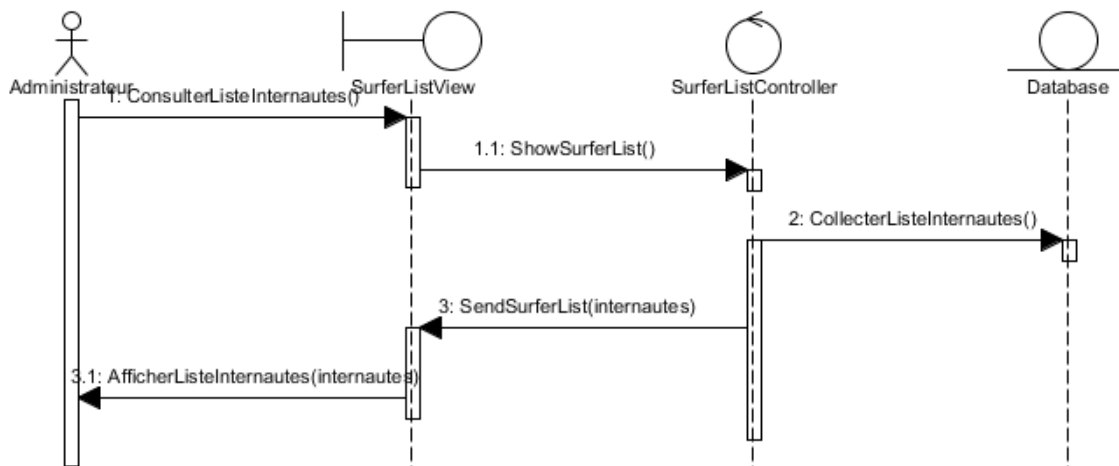 Administrateur
SurferListView
SurferListController
Database
1: ConsulterListeInternautes()
1.1: ShowSurferList()
2: CollecterListeInternautes()
3: SendSurferList(internautes)
3.1: AfficherListeInternautes(internautes)